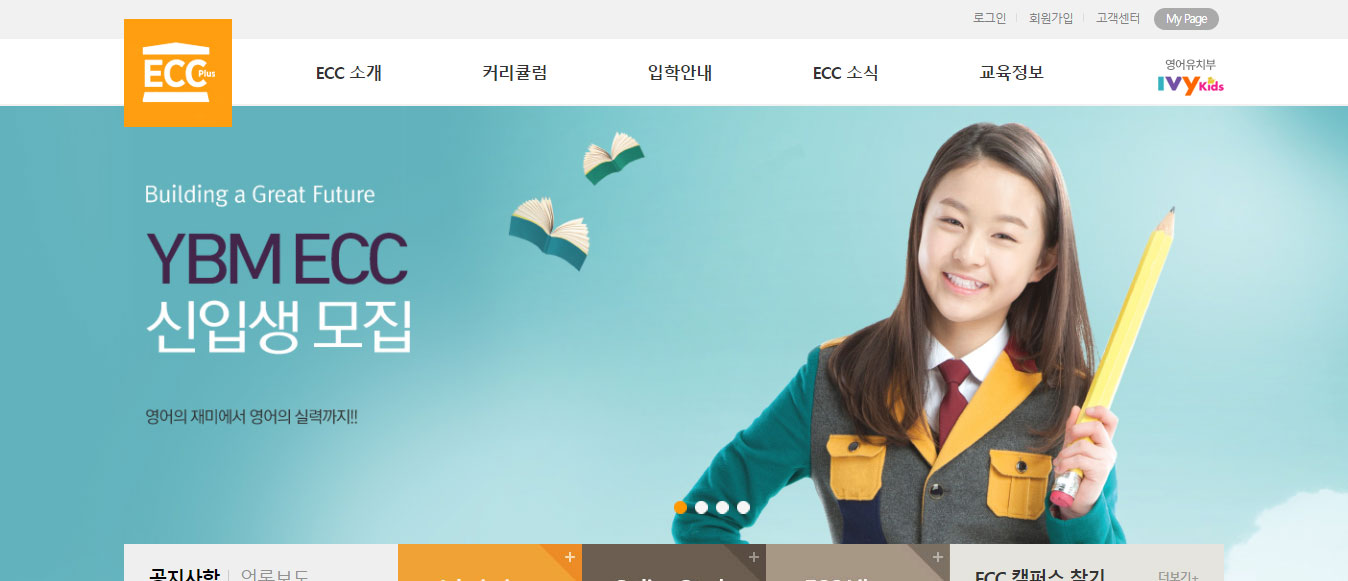 로그인 회원가입 고객센터 My Page
ECC Plus
ECC 소개 커리큘럼 입학안내 ECC 소식 교육정보
영어유치부
IVY Kids
Building a Great Future
YBM ECC
신입생 모집
영어의 재미에서 영어의 실력까지!!
공지사항 언론보도
ECC 캠퍼스 찾기 더보기+